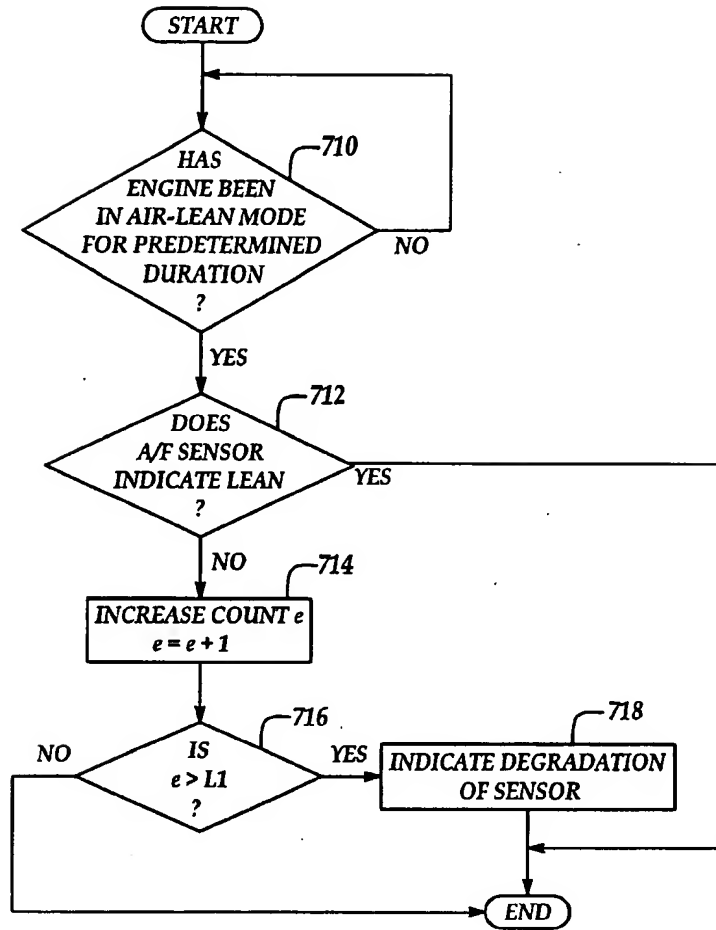 START
710
HAS
ENGINE BEEN
IN AIR-LEAN MODE
FOR PREDETERMINED
DURATION
?
NO
YES
712
DOES
A/F SENSOR
INDICATE LEAN
?
YES
NO
714
INCREASE COUNT e
e = e + 1
716
IS
e > L1
?
NO
YES
718
INDICATE DEGRADATION
OF SENSOR
END